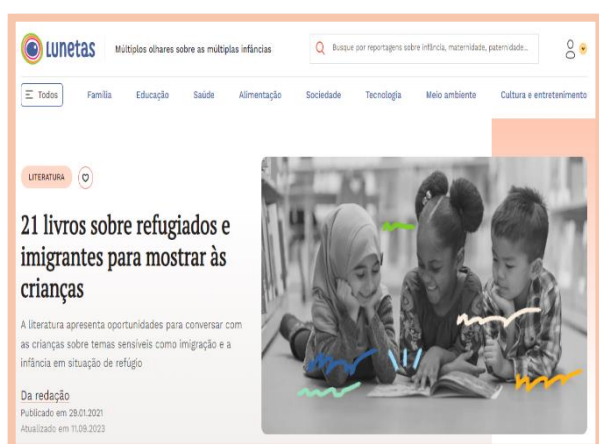 Lunetas
Múltiplos olhares sobre as múltiplas infâncias
Busque por reportagens sobre infância, maternidade, paternidade...
Todos
Família
Educação
Saúde
Alimentação
Sociedade
Tecnologia
Meio ambiente
Cultura e entretenimento
LITERATURA
21 livros sobre refugiados e
imigrantes para mostrar às
crianças
A literatura apresenta oportunidades para conversar com
as crianças sobre temas sensíveis como imigração e a
infância em situação de refúgio
Da redação
Publicado em 29.01.2021
Atualizado em 11.09.2023